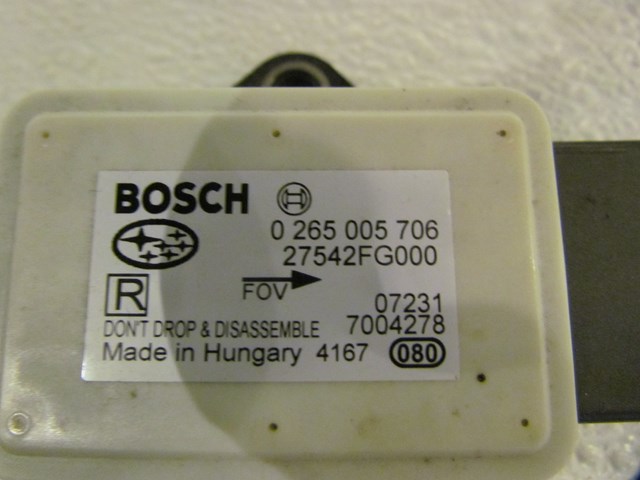 BOSCH
0 265 005 706
27542FG000
R
FOV
07231
DON'T DROP & DISASSEMBLE 7004278
Made in Hungary 4167 080